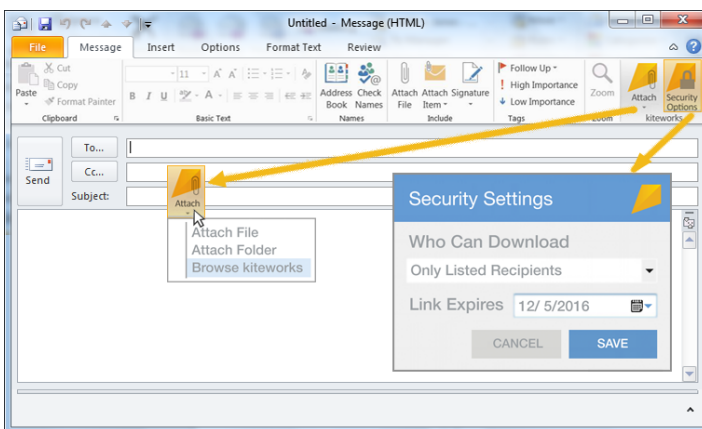 Untitled - Message (HTML)
File Message Insert Options Format Text Review
Paste
Cut
Copy
Format Painter
Clipboard
11
B I U
A
Basic Text
Address Book
Check Names
Names
Attach File
Attach Item
Signature
Include
Follow Up
High Importance
Low Importance
Tags
Zoom
Zoom
Attach
Security Options
kiteworks
Send
To...
Cc...
Subject:
Attach
Attach File
Attach Folder
Browse kiteworks
Security Settings
Who Can Download
Only Listed Recipients
Link Expires 12/ 5/2016
CANCEL SAVE